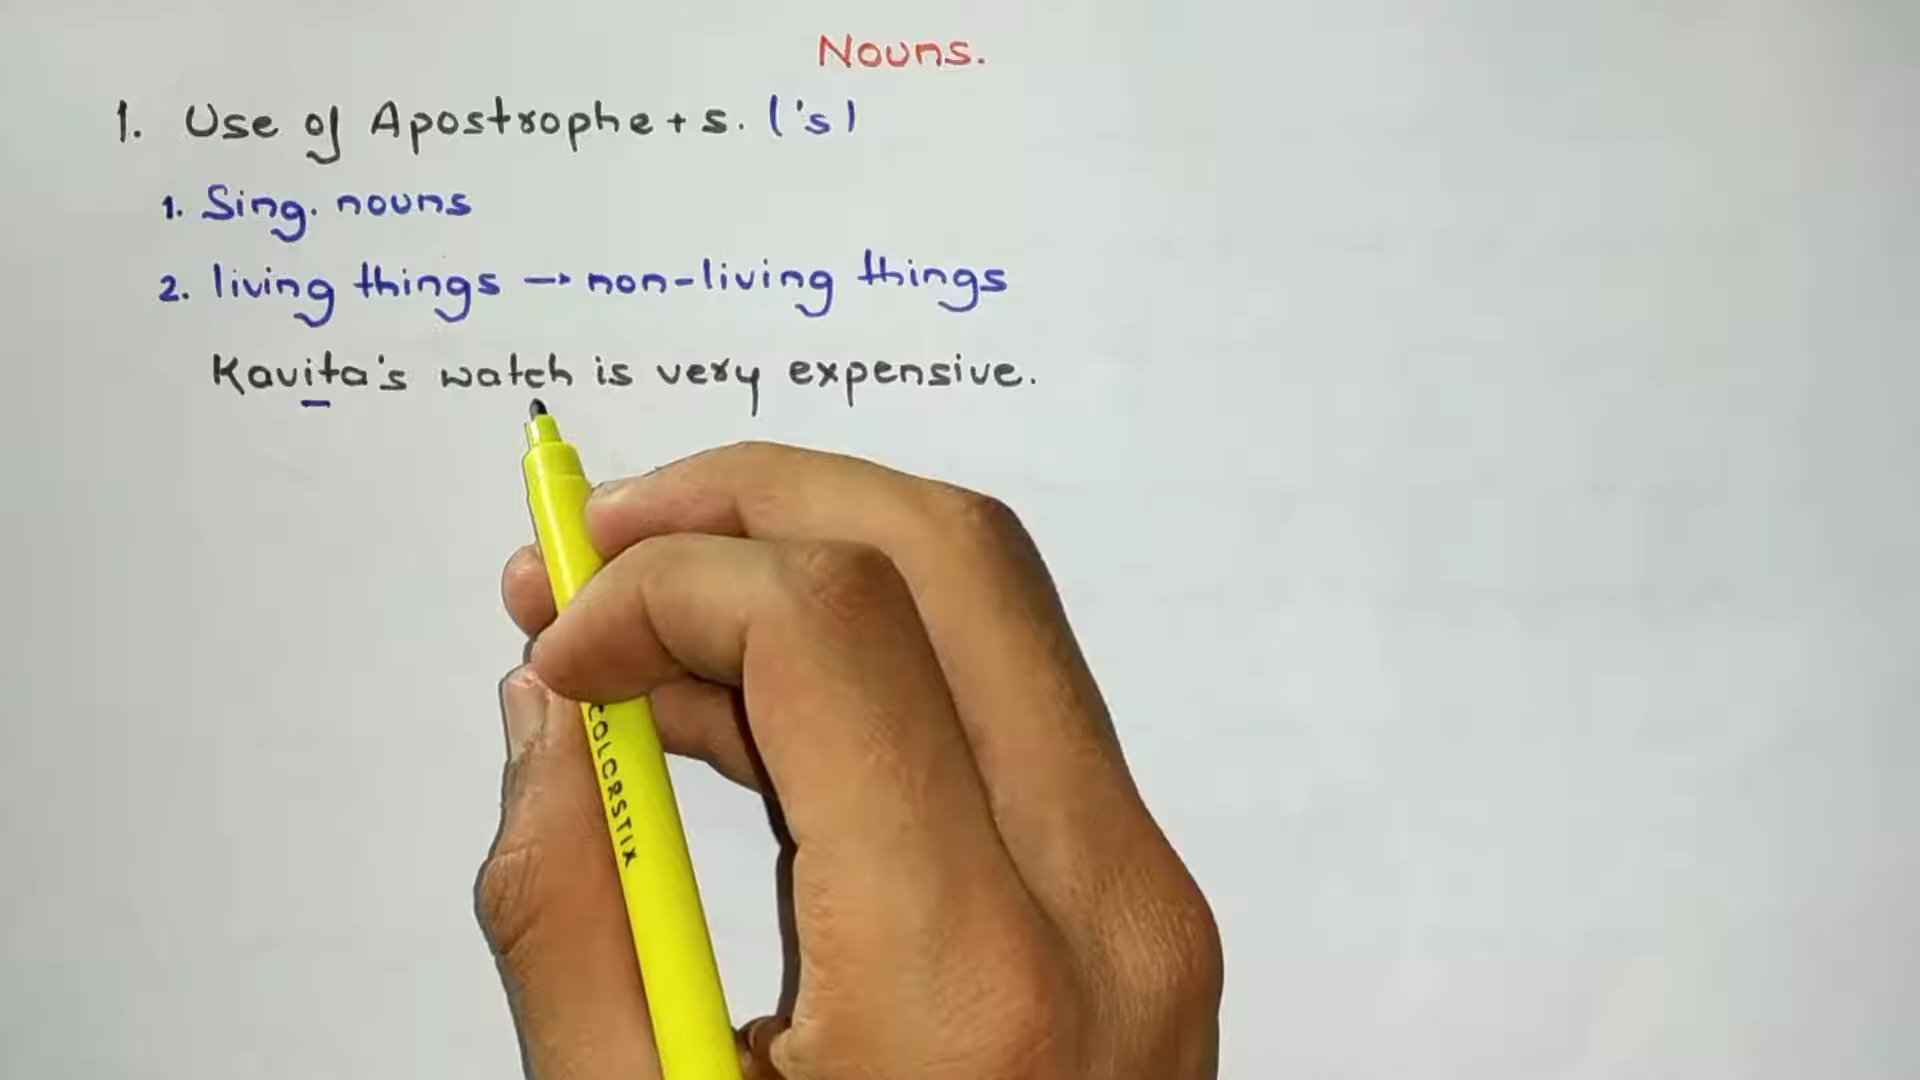 Nouns.
1. Use of Apostrophe + s. ('s)
1. Sing. nouns
2. living things → non-living things
Kavita's watch is very expensive.
COLORSTIX